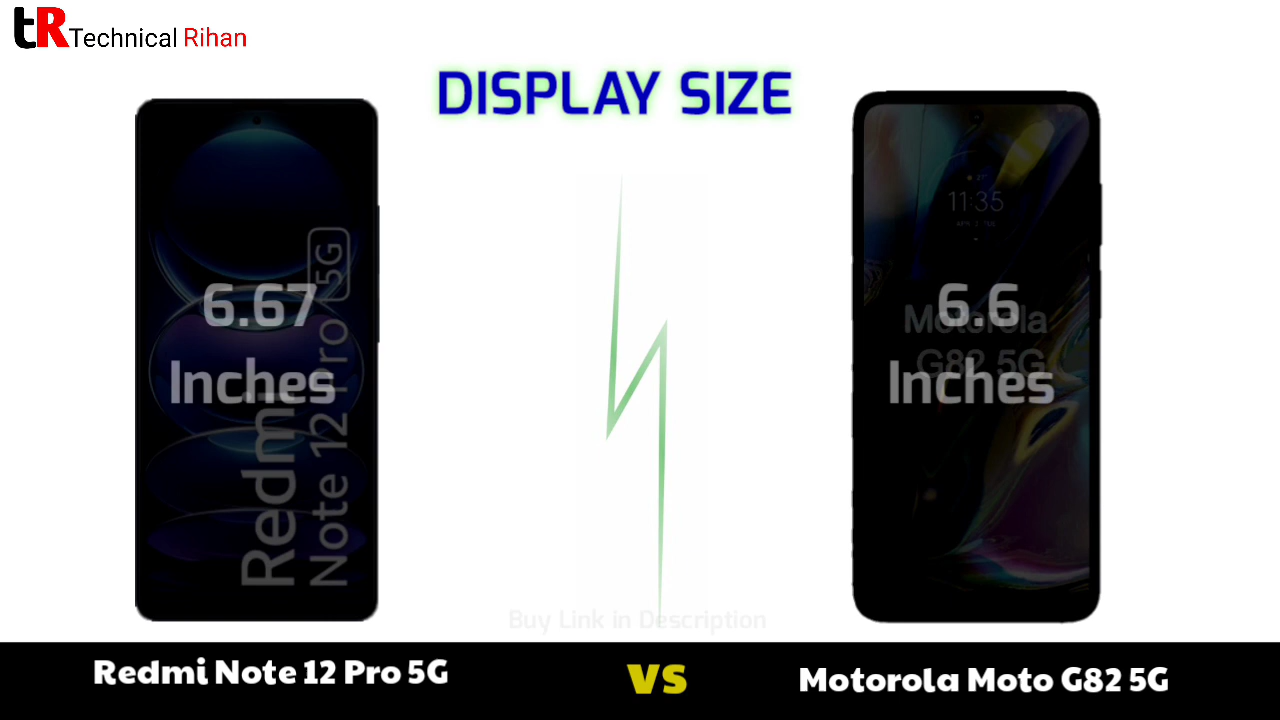 tR Technical Rihan
DISPLAY SIZE
6.67
Inches
Redmi
Note 12 Pro 5G
11:35
6.6
Inches
Motorola
G82 5G
Buy Link in Description
Redmi Note 12 Pro 5G
VS
Motorola Moto G82 5G